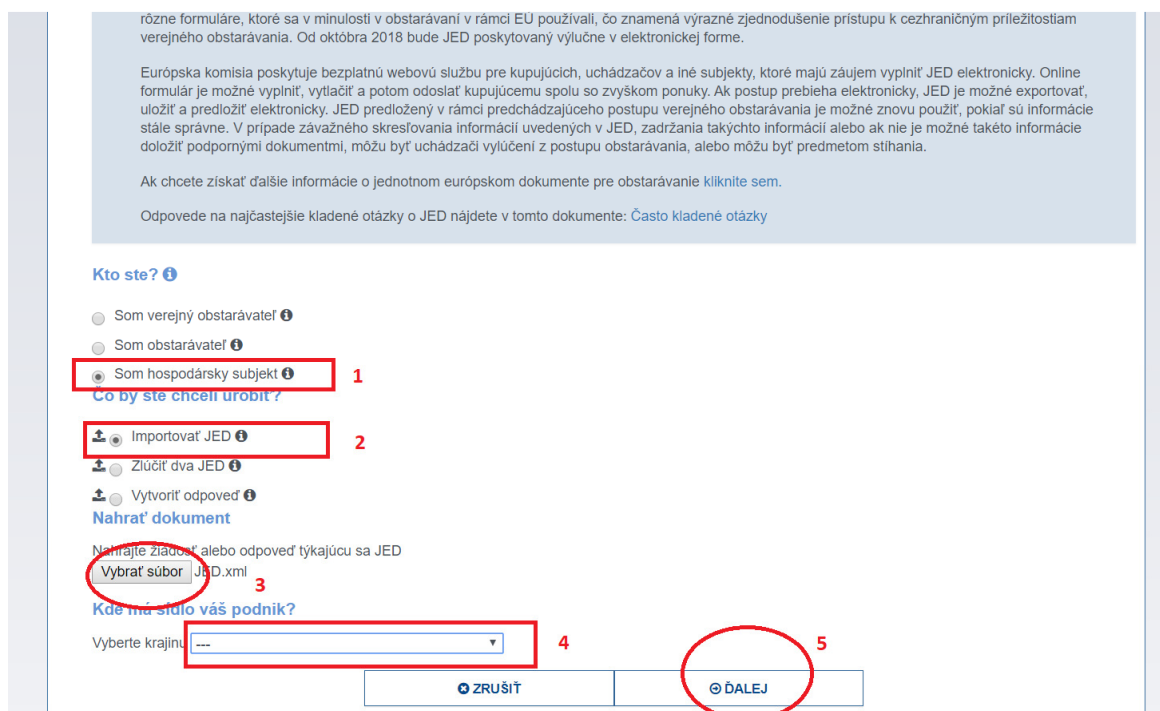 rôzne formuláre, ktoré sa v minulosti v obstarávaní v rámci EÚ používali, čo znamená výrazné zjednodušenie prístupu k cezhraničným príležitostiam
verejného obstarávania. Od októbra 2018 bude JED poskytovaný výlučne v elektronickej forme.
Európska komisia poskytuje bezplatnú webovú službu pre kupujúcich, uchádzačov a iné subjekty, ktoré majú záujem vyplniť JED elektronicky. Online
formulár je možné vyplniť, vytlačiť a potom odoslať kupujúcemu spolu so zvyškom ponuky. Ak postup prebieha elektronicky, JED je možné exportovať,
uložiť a predložiť elektronicky. JED predložený v rámci predchádzajúceho postupu verejného obstarávania je možné znovu použiť, pokiaľ sú informácie
stále správne. V prípade závažného skresľovania informácií uvedených v JED, zadržania takýchto informácií alebo ak nie je možné takéto informácie
doložiť podpornými dokumentmi, môžu byť uchádzači vylúčení z postupu obstarávania, alebo môžu byť predmetom stíhania.
Ak chcete získať ďalšie informácie o jednotnom európskom dokumente pre obstarávanie kliknite sem.
Odpovede na najčastejšie kladené otázky o JED nájdete v tomto dokumente: Často kladené otázky
Kto ste?
Som verejný obstarávateľ
Som obstarávateľ
Som hospodársky subjekt 1
Čo by ste chceli urobiť?
Importovať JED 2
Zlúčiť dva JED
Vytvoriť odpoveď
Nahrať dokument
Nahrajte žiadosť alebo odpoveď týkajúcu sa JED
Vybrať súbor JED.xml 3
Kde má sídlo váš podnik?
Vyberte krajinu --- 4 5
ZRUŠIŤ ĎALEJ